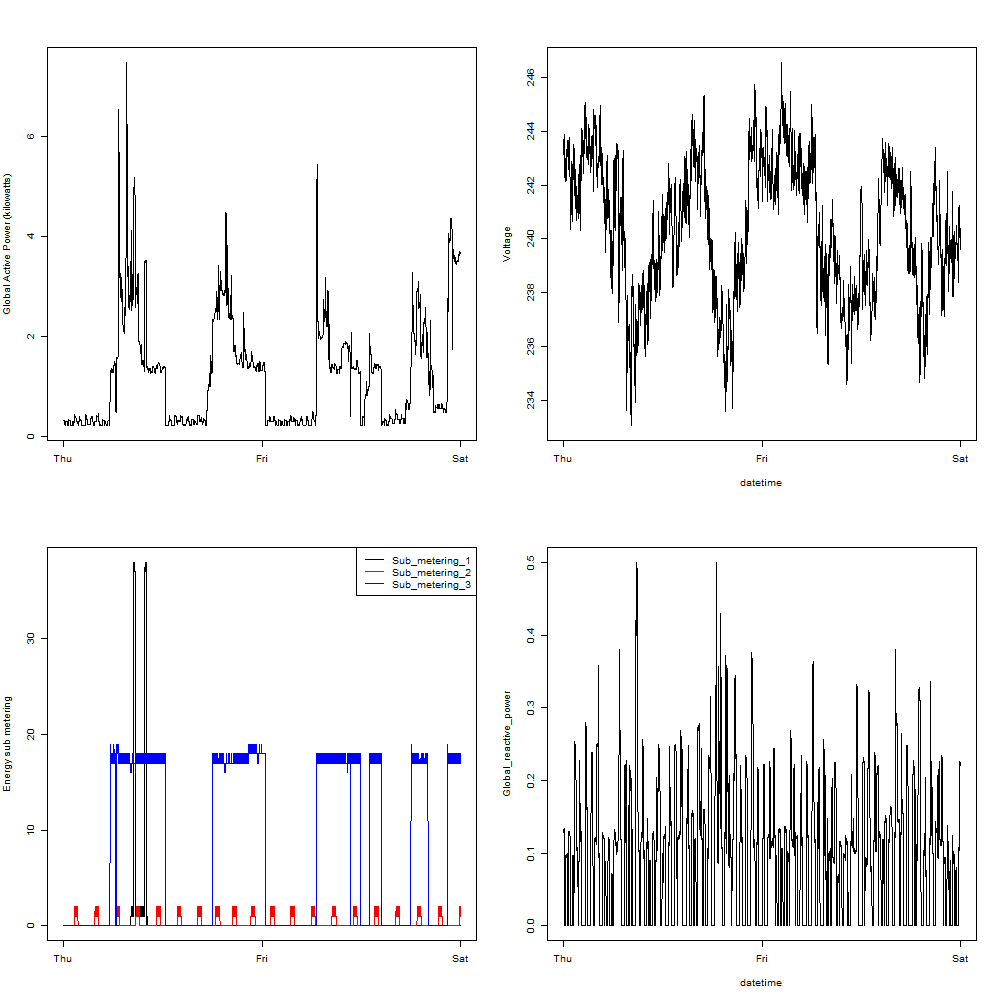 Global Active Power (kilowatts)
0
2
4
6
Thu
Fri
Sat
Voltage
234
236
238
240
242
244
246
Thu
Fri
Sat
datetime
Energy sub metering
0
10
20
30
Sub_metering_1
Sub_metering_2
Sub_metering_3
Thu
Fri
Sat
Global_reactive_power
0.0
0.1
0.2
0.3
0.4
0.5
Thu
Fri
Sat
datetime